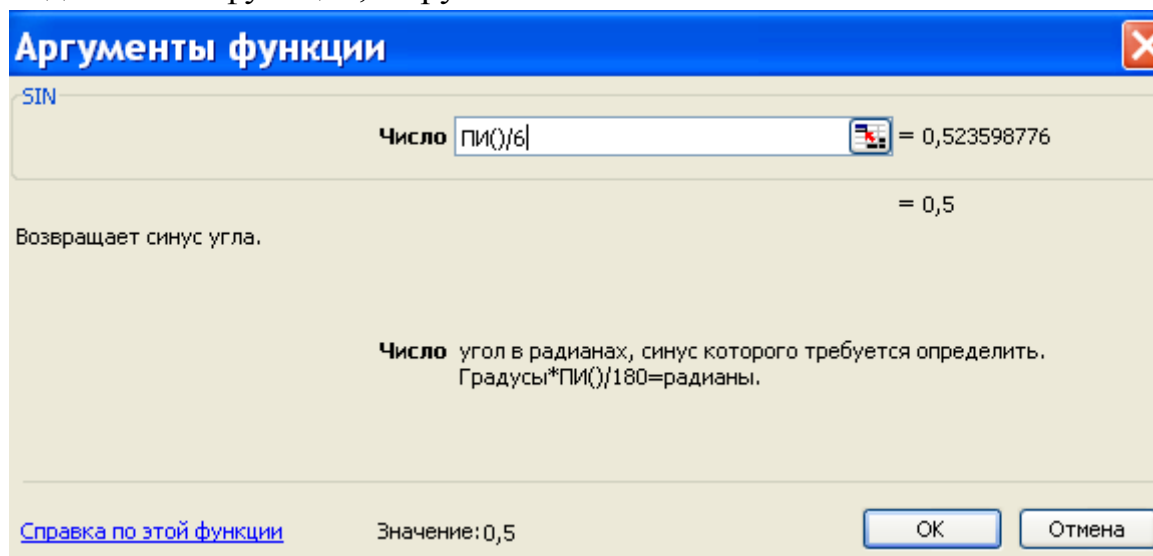 Аргументы функции
SIN
Число ПИ()/6 = 0,523598776
= 0,5
Возвращает синус угла.
Число угол в радианах, синус которого требуется определить.
Градусы*ПИ()/180=радианы.
Справка по этой функции Значение:0,5 ОК Отмена